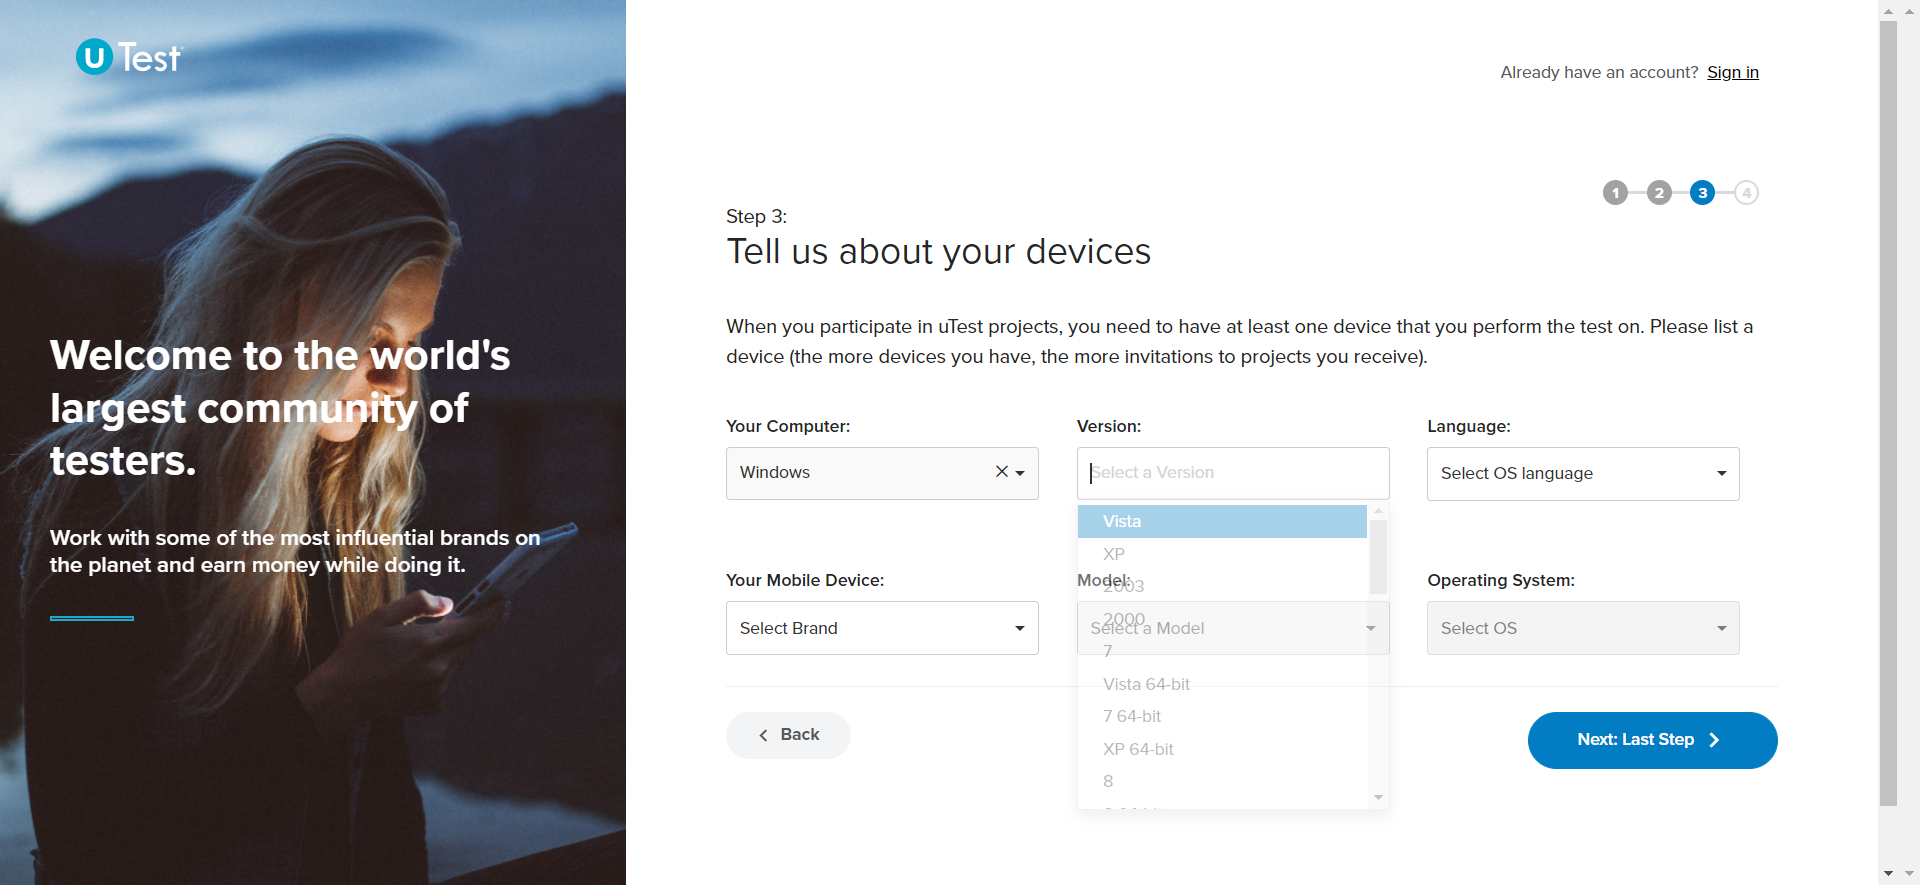 uTest
Already have an account? Sign in
1 2 3 4
Step 3:
Tell us about your devices
Welcome to the world's
largest community of
testers.
Work with some of the most influential brands on
the planet and earn money while doing it.
When you participate in uTest projects, you need to have at least one device that you perform the test on. Please list a
device (the more devices you have, the more invitations to projects you receive).
Your Computer: Version: Language:
Windows Select a Version Select OS language
Vista
XP
Your Mobile Device: Model: Operating System:
2003
2000
Select Brand Select a Model Select OS
7
Vista 64-bit
7 64-bit
Back Next: Last Step
XP 64-bit
8